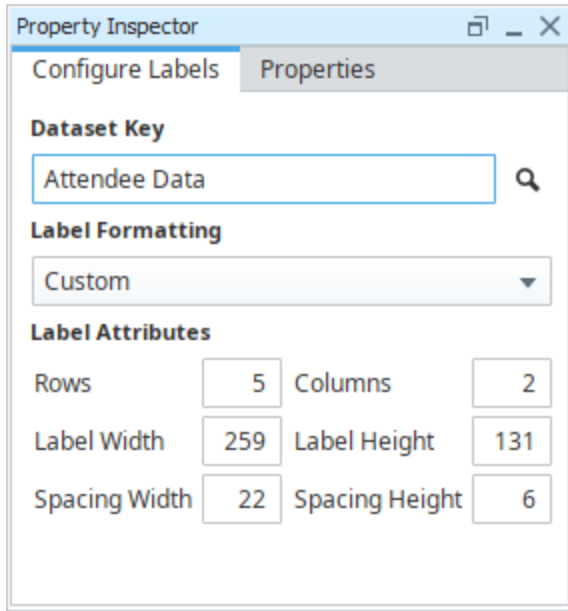 Property Inspector
Configure Labels Properties
Dataset Key
Attendee Data
Label Formatting
Custom
Label Attributes
Rows 5 Columns 2
Label Width 259 Label Height 131
Spacing Width 22 Spacing Height 6